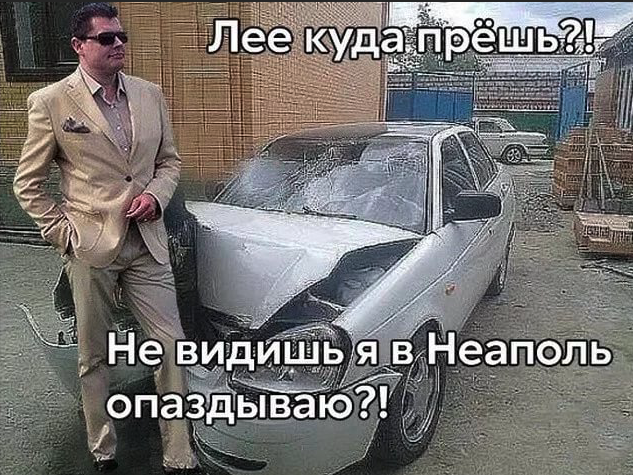 Лее куда прёшь?!
Не видишь я в Неаполь
опаздываю?!